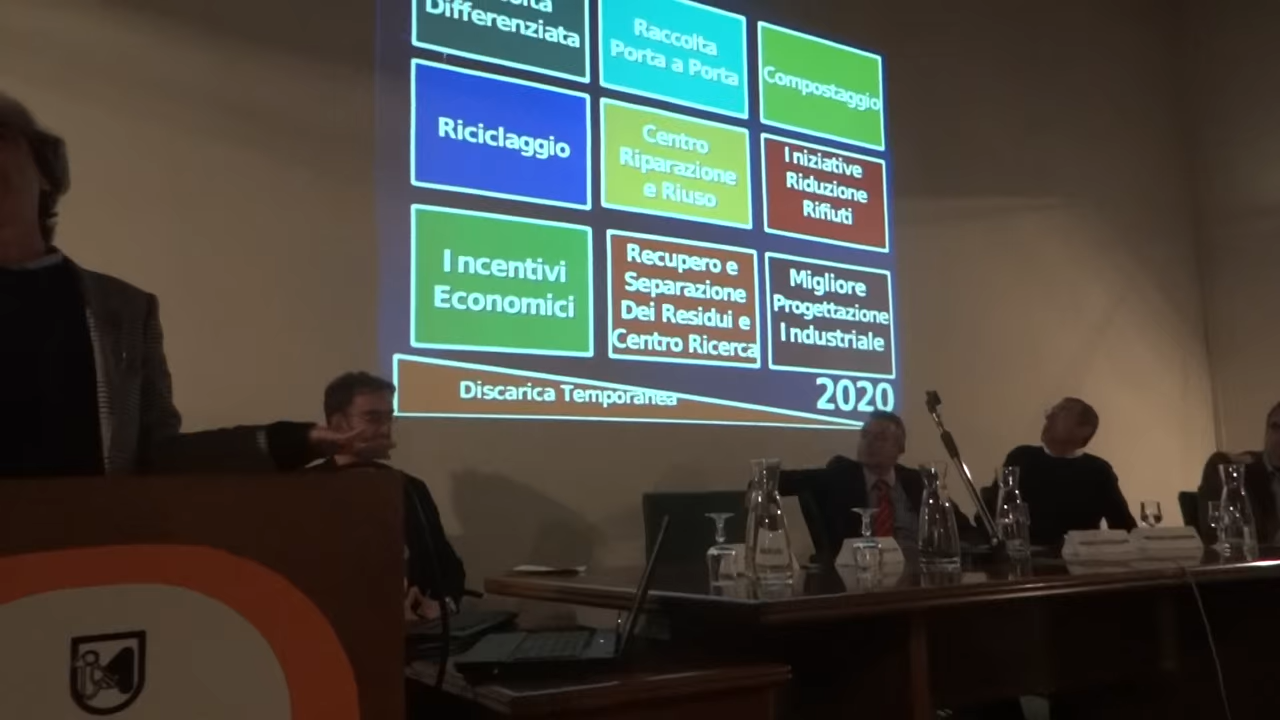 Differenziata
Raccolta
Porta a Porta
Compostaggio
Riciclaggio
Centro
Riparazione
e Riuso
Iniziative
Riduzione
Rifiuti
Incentivi
Economici
Recupero e
Separazione
Dei Residui e
Centro Ricerca
Migliore
Progettazione
Industriale
Discarica Temporanea
2020